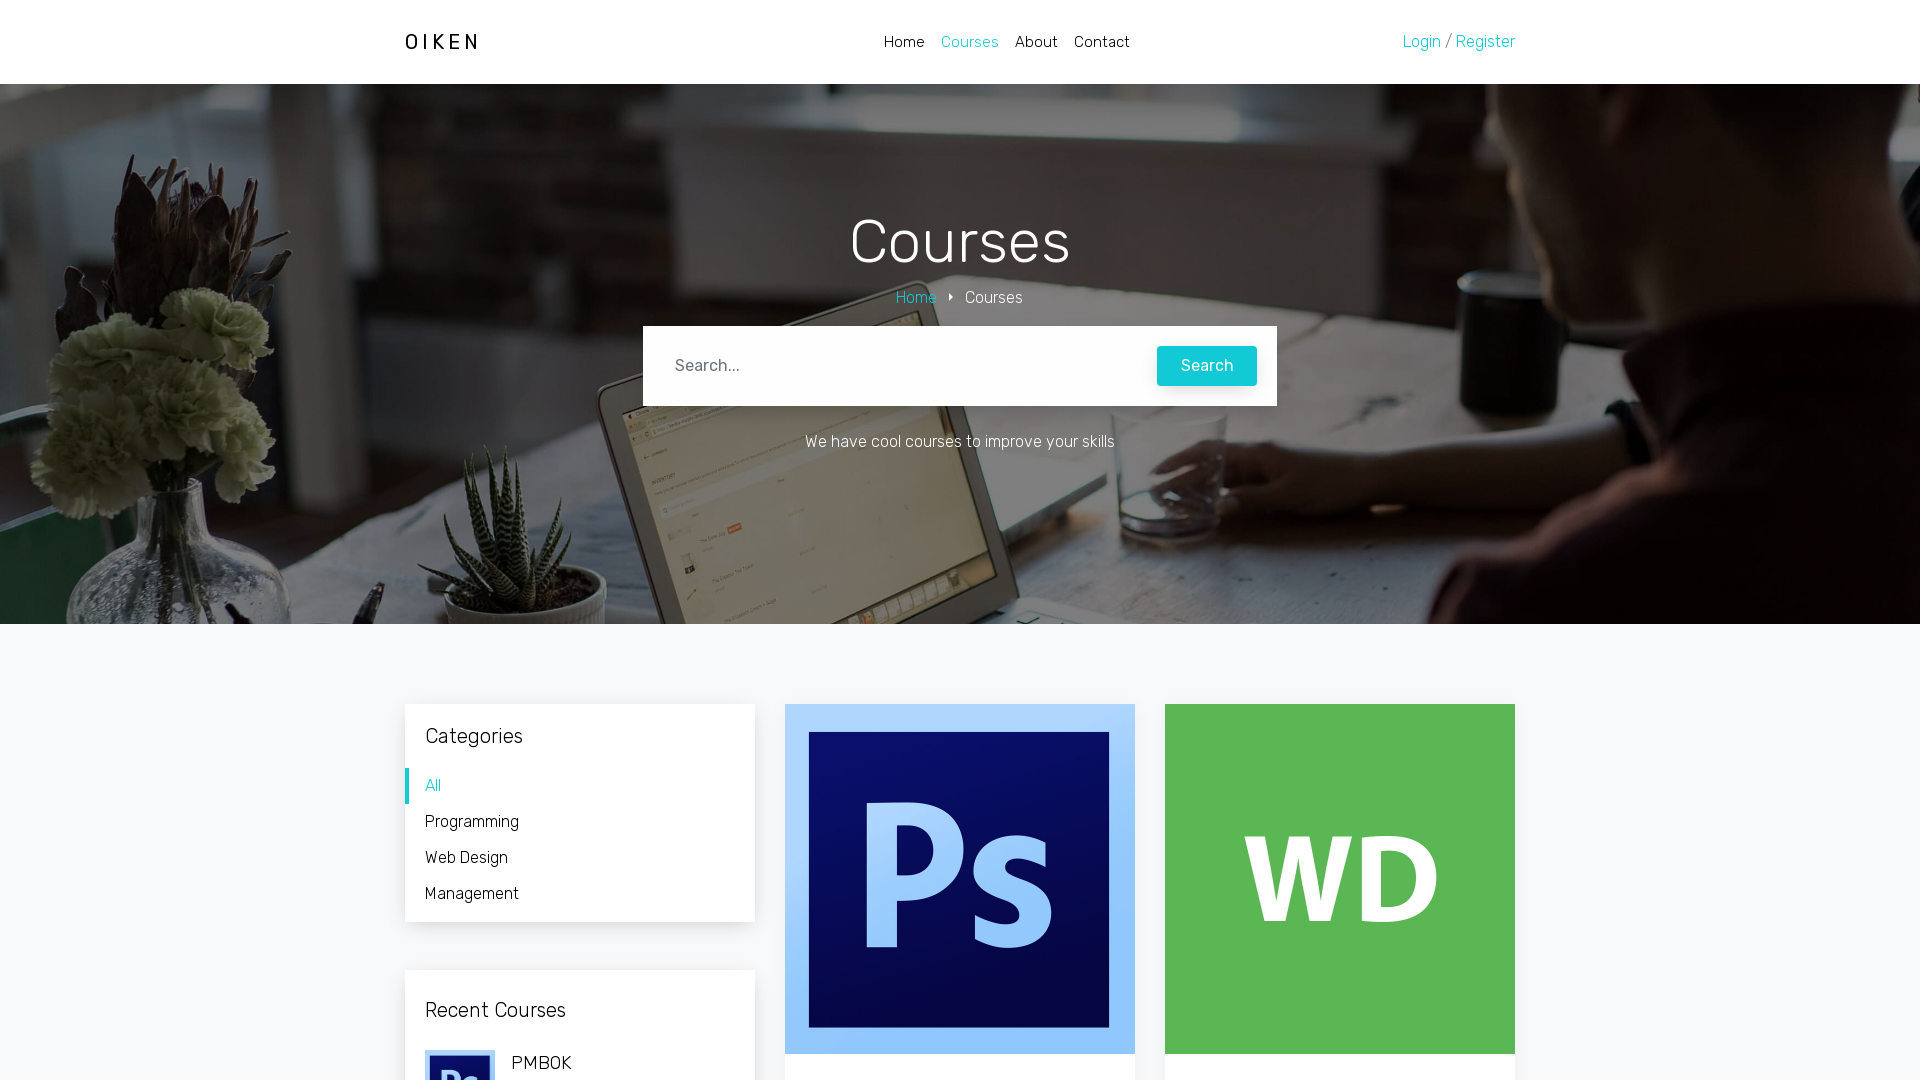 OIKEN
Home
Courses
About
Contact
Login / Register
Courses
Home
Courses
Search...
Search
We have cool courses to improve your skills
Categories
All
Programming
Web Design
Management
Recent Courses
PMBOK
Ps
WD
Ps